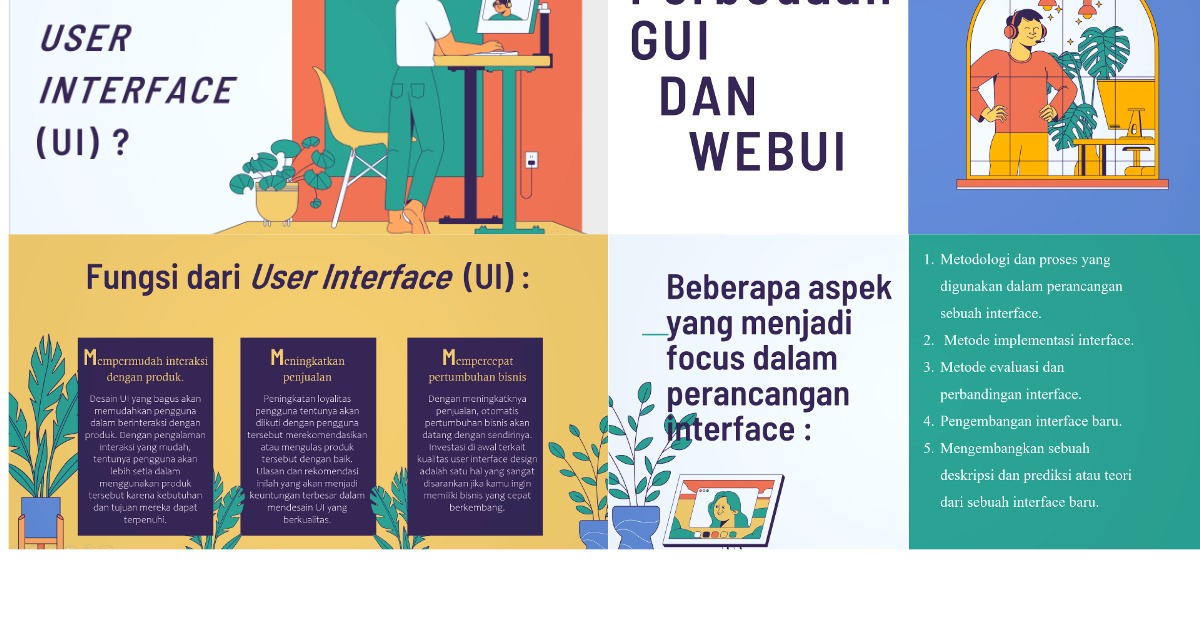 USER
INTERFACE
(UI) ?
GUI
DAN
WEBUI
Fungsi dari User Interface (UI) :
Mempermudah interaksi
dengan produk.
Desain UI yang bagus akan
memudahkan pengguna
dalam berinteraksi dengan
produk. Dengan pengalaman
interaksi yang mudah,
tentunya pengguna akan
lebih setia dalam
menggunakan produk
tersebut karena kebutuhan
dan tujuan mereka dapat
terpenuhi.
Meningkatkan
penjualan
Peningkatan loyalitas
pengguna tentunya akan
diikuti dengan pengguna
tersebut merekomendasikan
atau mengulas produk
tersebut dengan baik.
Ulasan dan rekomendasi
inilah yang akan menjadi
keuntungan terbesar dalam
mendesain UI yang
berkualitas.
Mempercepat
pertumbuhan bisnis
Dengan meningkatknya
penjualan, otomatis
pertumbuhan bisnis akan
datang dengan sendirinya.
Investasi di awal terkait
kualitas user interface design
adalah satu hal yang sangat
disarankan jika kamu ingin
memiliki bisnis yang cepat
berkembang.
Beberapa aspek
yang menjadi
focus dalam
perancangan
interface :
1. Metodologi dan proses yang
digunakan dalam perancangan
sebuah interface.
2. Metode implementasi interface.
3. Metode evaluasi dan
perbandingan interface.
4. Pengembangan interface baru.
5. Mengembangkan sebuah
deskripsi dan prediksi atau teori
dari sebuah interface baru.